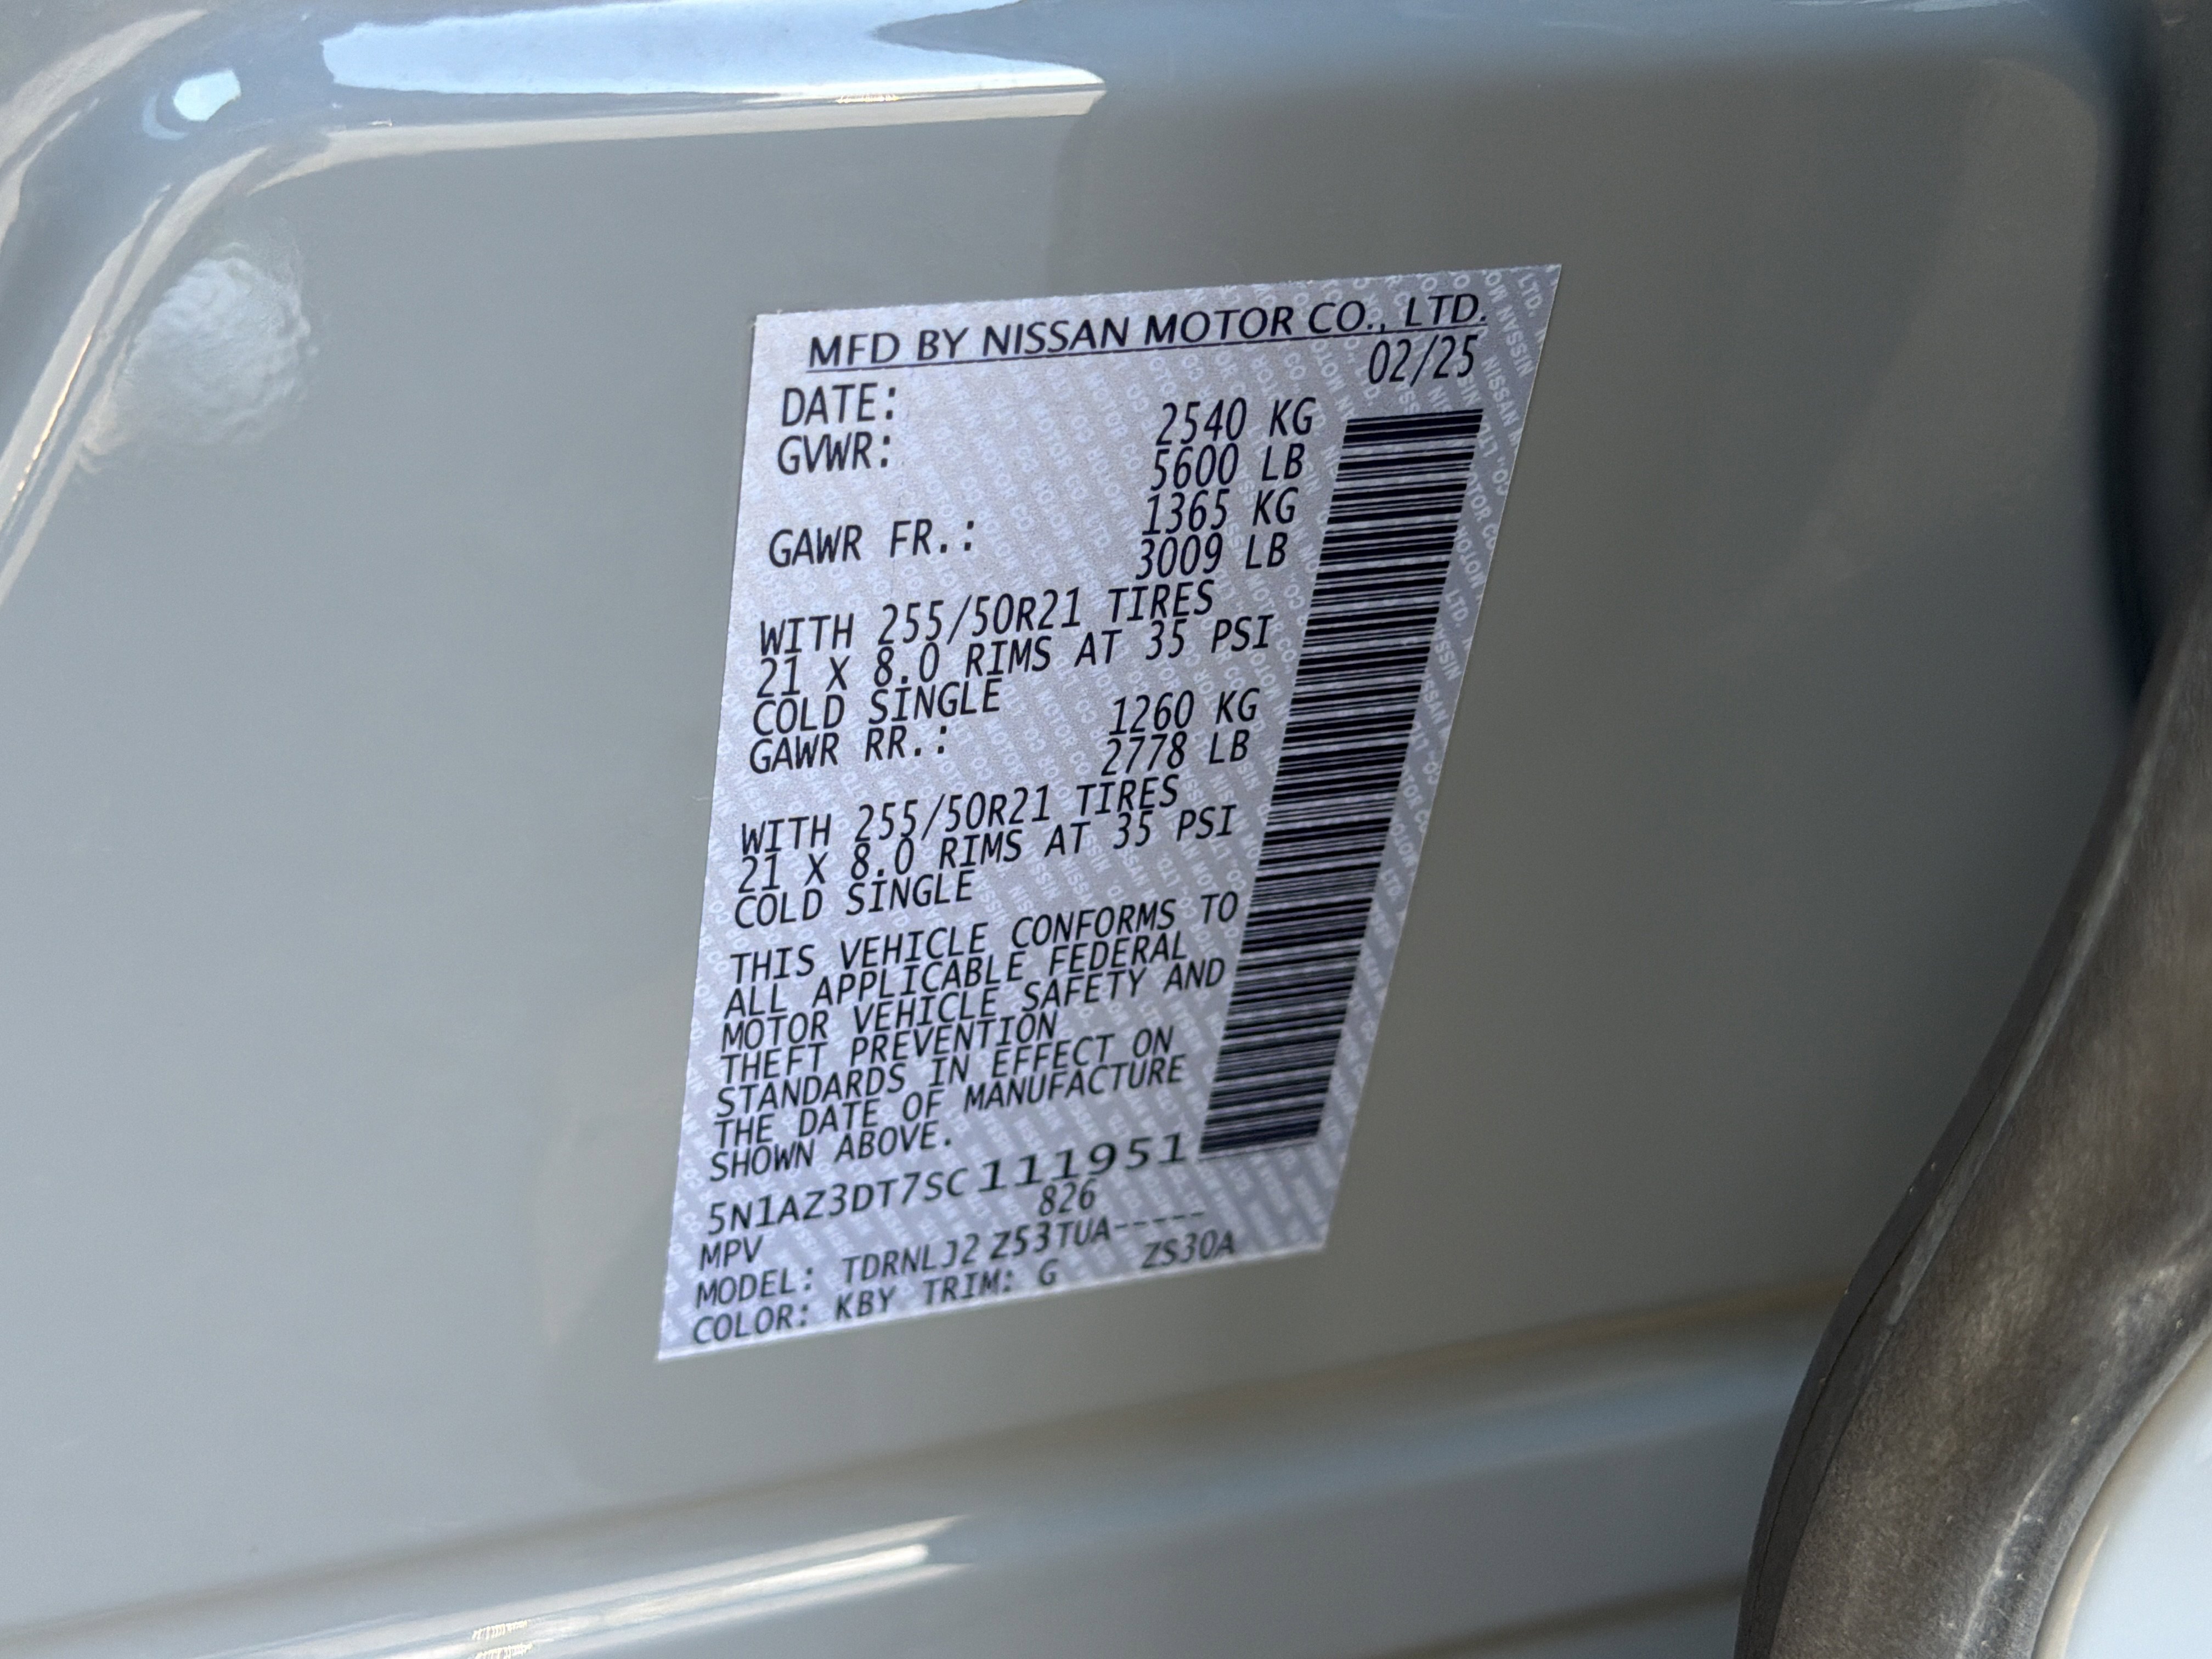 MFD BY NISSAN MOTOR CO., LTD.
DATE: 02/25
GVWR: 2540 KG
5600 LB
GAWR FR.: 1365 KG
3009 LB
WITH 255/50R21 TIRES
21 X 8.0 RIMS AT 35 PSI
COLD SINGLE
GAWR RR.: 1260 KG
2778 LB
WITH 255/50R21 TIRES
21 X 8.0 RIMS AT 35 PSI
COLD SINGLE
THIS VEHICLE CONFORMS TO
ALL APPLICABLE FEDERAL
MOTOR VEHICLE SAFETY AND
THEFT PREVENTION
STANDARDS IN EFFECT ON
THE DATE OF MANUFACTURE
SHOWN ABOVE.
5N1AZ3DT7SC111951
MPV 826
MODEL: TDRNLJ2 Z53TUA-----
COLOR: KBY TRIM: G ZS30A